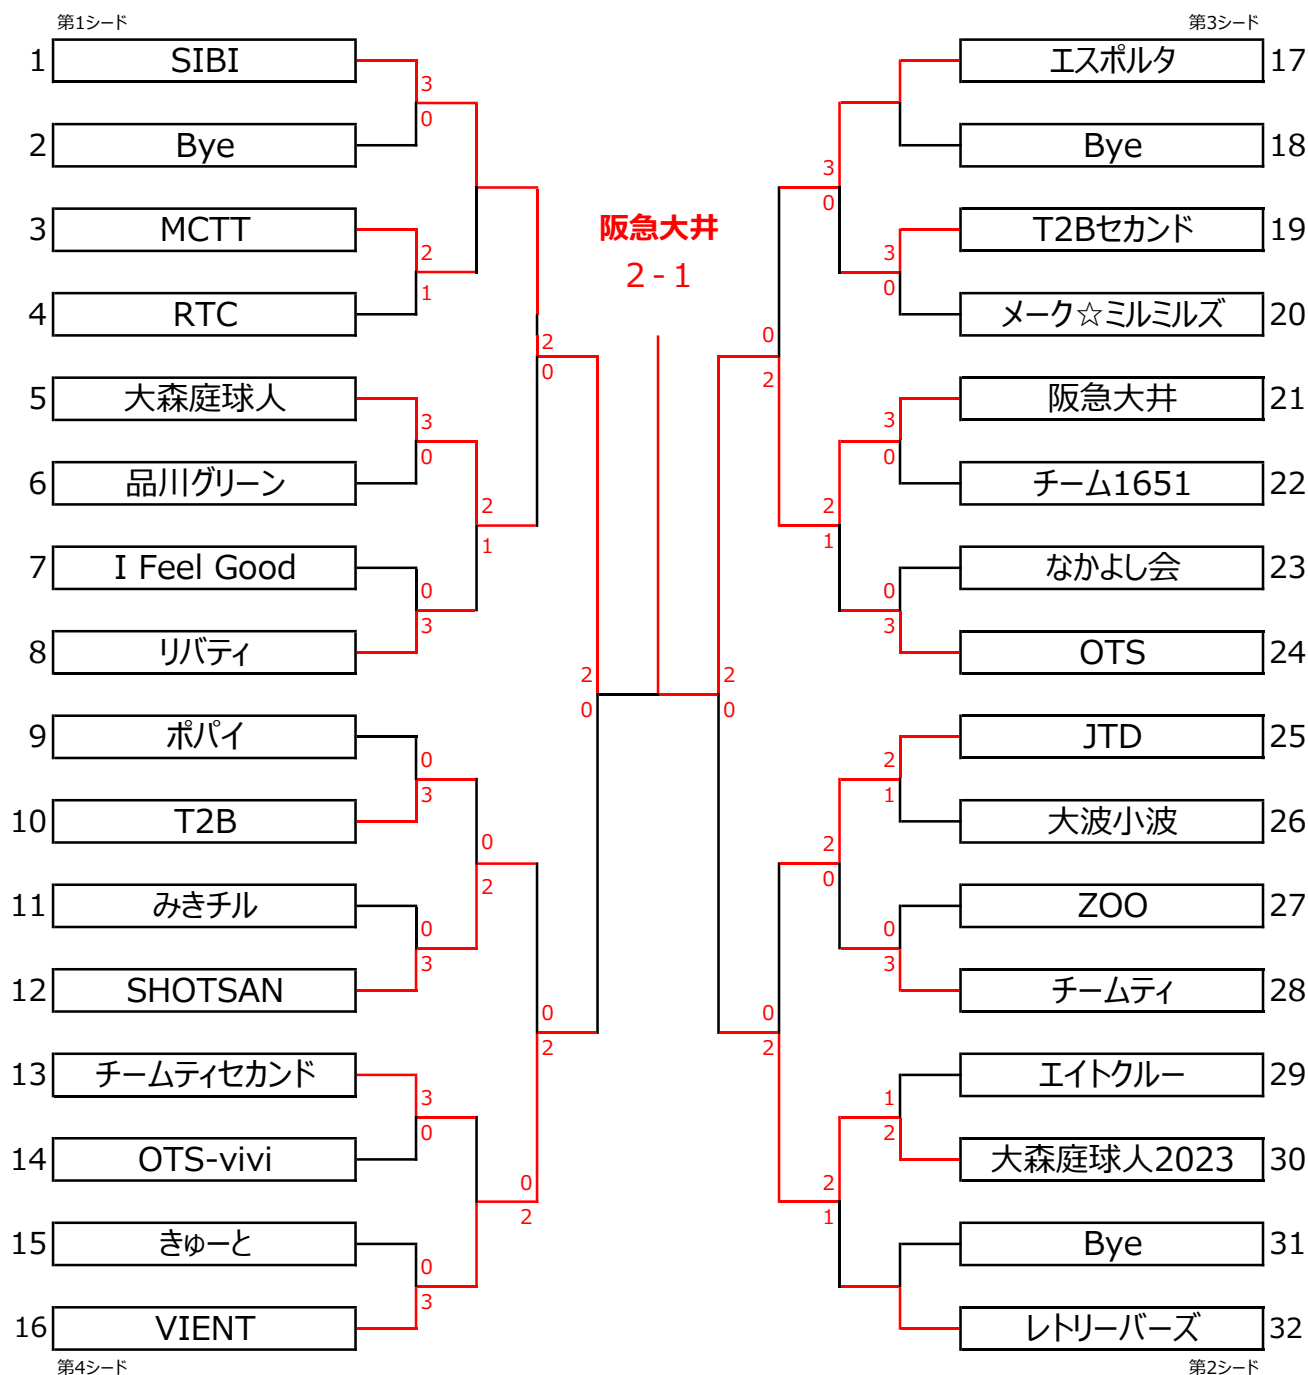 第1シード
1 SIBI
3
0
2 Bye
3 MCTT
2
1
4 RTC
2
0
5 大森庭球人
3
0
6 品川グリーン
2
1
7 I Feel Good
0
3
8 リバティ
2
0
9 ポパイ
0
3
10 T2B
0
2
11 みきチル
0
3
12 SHOTSAN
0
2
13 チームティセカンド
3
0
14 OTS-vivi
0
2
15 きゅーと
0
3
16 VIENT
第4シード
阪急大井
2-1
第3シード
エスポルタ 17
Bye 18
3
0
T2Bセカンド 19
3
0
メーク☆ミルミルズ 20
0
2
阪急大井 21
3
0
チーム1651 22
2
1
なかよし会 23
0
3
OTS 24
2
0
JTD 25
2
1
大波小波 26
2
0
ZOO 27
0
3
チームティ 28
0
2
エイトクルー 29
1
2
大森庭球人2023 30
2
1
Bye 31
レトリーバーズ 32
第2シード